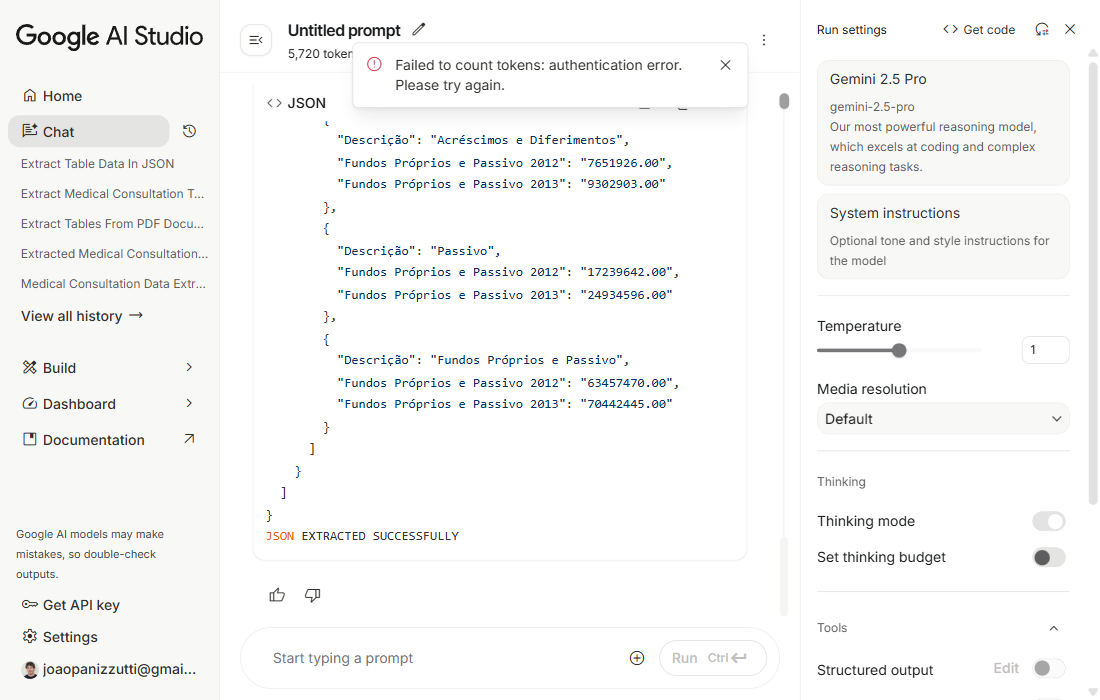 Google AI Studio
Home
Chat
Extract Table Data In JSON
Extract Medical Consultation T...
Extract Tables From PDF Docu...
Extracted Medical Consultation...
Medical Consultation Data Extr...
View all history
Build
Dashboard
Documentation
Google AI models may make
mistakes, so double-check
outputs.
Get API key
Settings
joaopanizzutti@gmai...
Untitled prompt
5,720 token
Failed to count tokens: authentication error.
Please try again.
<> JSON
{
"Descrição": "Acréscimos e Diferimentos",
"Fundos Próprios e Passivo 2012": "7651926.00",
"Fundos Próprios e Passivo 2013": "9302903.00"
},
{
"Descrição": "Passivo",
"Fundos Próprios e Passivo 2012": "17239642.00",
"Fundos Próprios e Passivo 2013": "24934596.00"
},
{
"Descrição": "Fundos Próprios e Passivo",
"Fundos Próprios e Passivo 2012": "63457470.00",
"Fundos Próprios e Passivo 2013": "70442445.00"
}
]
}
]
}
JSON EXTRACTED SUCCESSFULLY
Start typing a prompt
Run Ctrl
Run settings
<> Get code
Gemini 2.5 Pro
gemini-2.5-pro
Our most powerful reasoning model,
which excels at coding and complex
reasoning tasks.
System instructions
Optional tone and style instructions for
the model
Temperature
1
Media resolution
Default
Thinking
Thinking mode
Set thinking budget
Tools
Structured output
Edit